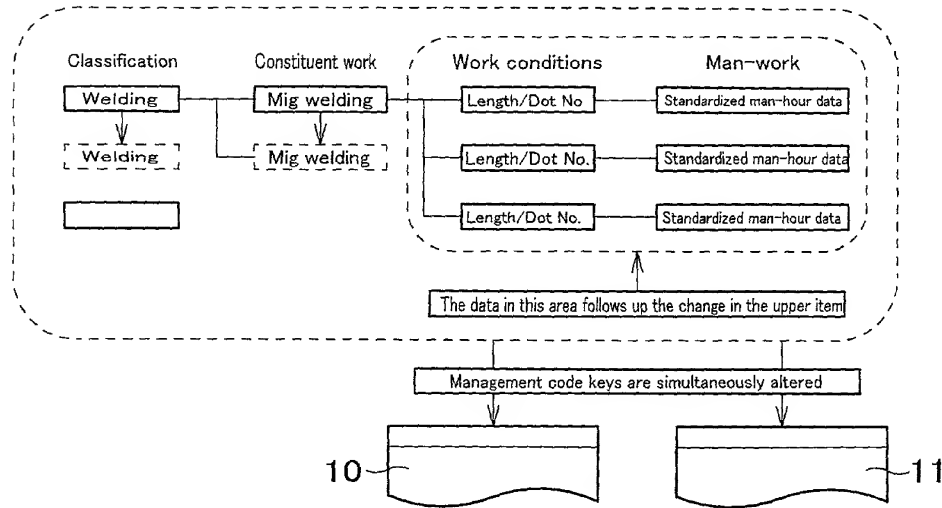 Classification
Constituent work
Work conditions
Man-work
Welding
Mig welding
Length/Dot No
Standardized man-hour data
Welding
Mig welding
Length/Dot No.
Standardized man-hour data
Length/Dot No.
Standardized man-hour data
The data in this area follows up the change in the upper item
Management code keys are simultaneously altered
10
11